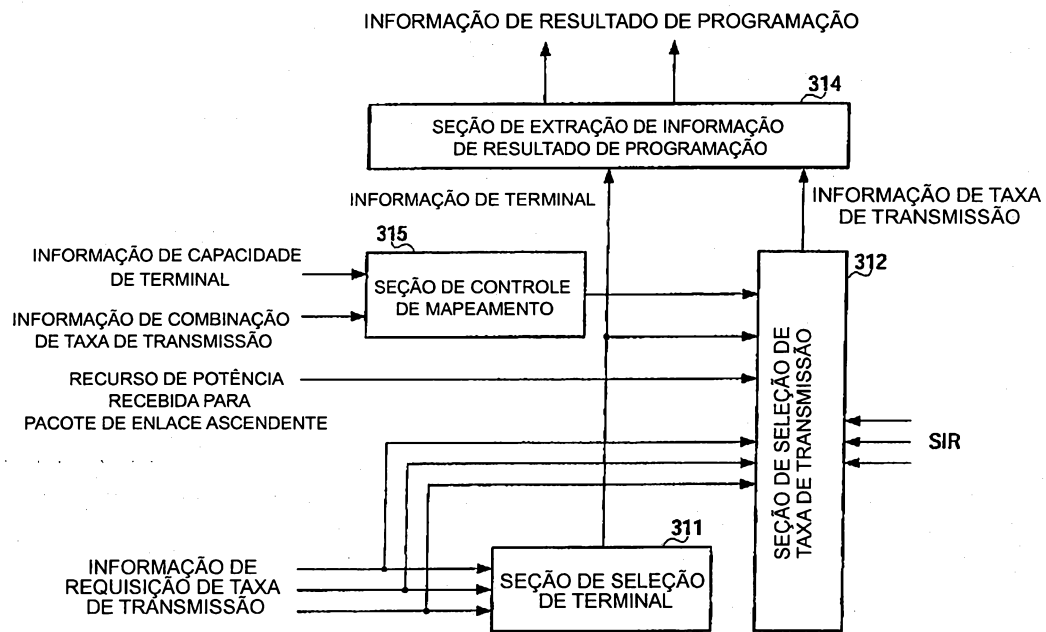 INFORMAÇÃO DE RESULTADO DE PROGRAMAÇÃO
314
SEÇÃO DE EXTRAÇÃO DE INFORMAÇÃO
DE RESULTADO DE PROGRAMAÇÃO
INFORMAÇÃO DE TERMINAL
INFORMAÇÃO DE TAXA
DE TRANSMISSÃO
315
SEÇÃO DE CONTROLE
DE MAPEAMENTO
INFORMAÇÃO DE CAPACIDADE
DE TERMINAL
INFORMAÇÃO DE COMBINAÇÃO
DE TAXA DE TRANSMISSÃO
RECURSO DE POTÊNCIA
RECEBIDA PARA
PACOTE DE ENLACE ASCENDENTE
312
SEÇÃO DE SELEÇÃO DE
TAXA DE TRANSMISSÃO
SIR
311
SEÇÃO DE SELEÇÃO
DE TERMINAL
INFORMAÇÃO DE
REQUISIÇÃO DE TAXA
DE TRANSMISSÃO